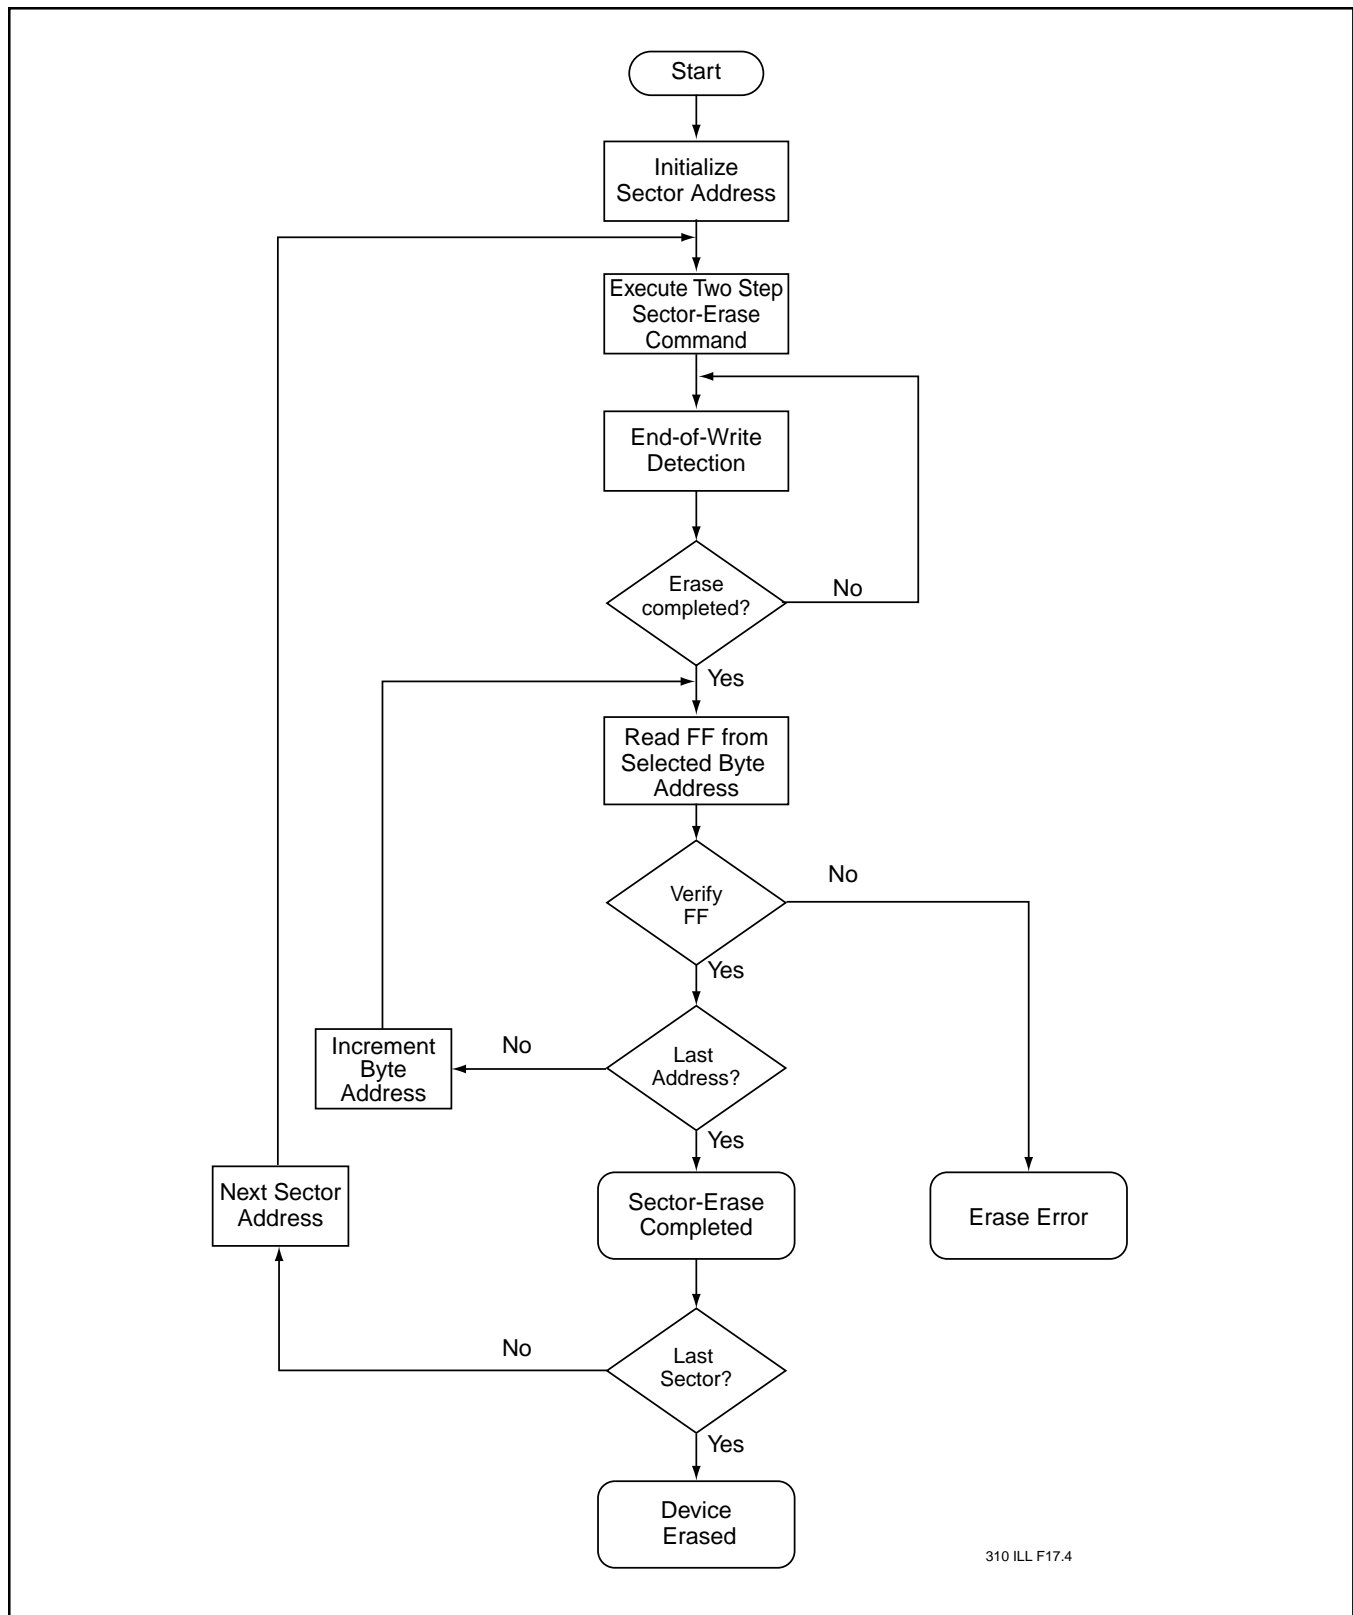 Start
Initialize
Sector Address
Execute Two Step
Sector-Erase
Command
End-of-Write
Detection
Erase
completed?
No
Yes
Read FF from
Selected Byte
Address
Verify
FF
No
Yes
Last
Address?
No
Increment
Byte
Address
Yes
Sector-Erase
Completed
Next Sector
Address
Erase Error
Last
Sector?
No
Yes
Device
Erased
310 ILL F17.4